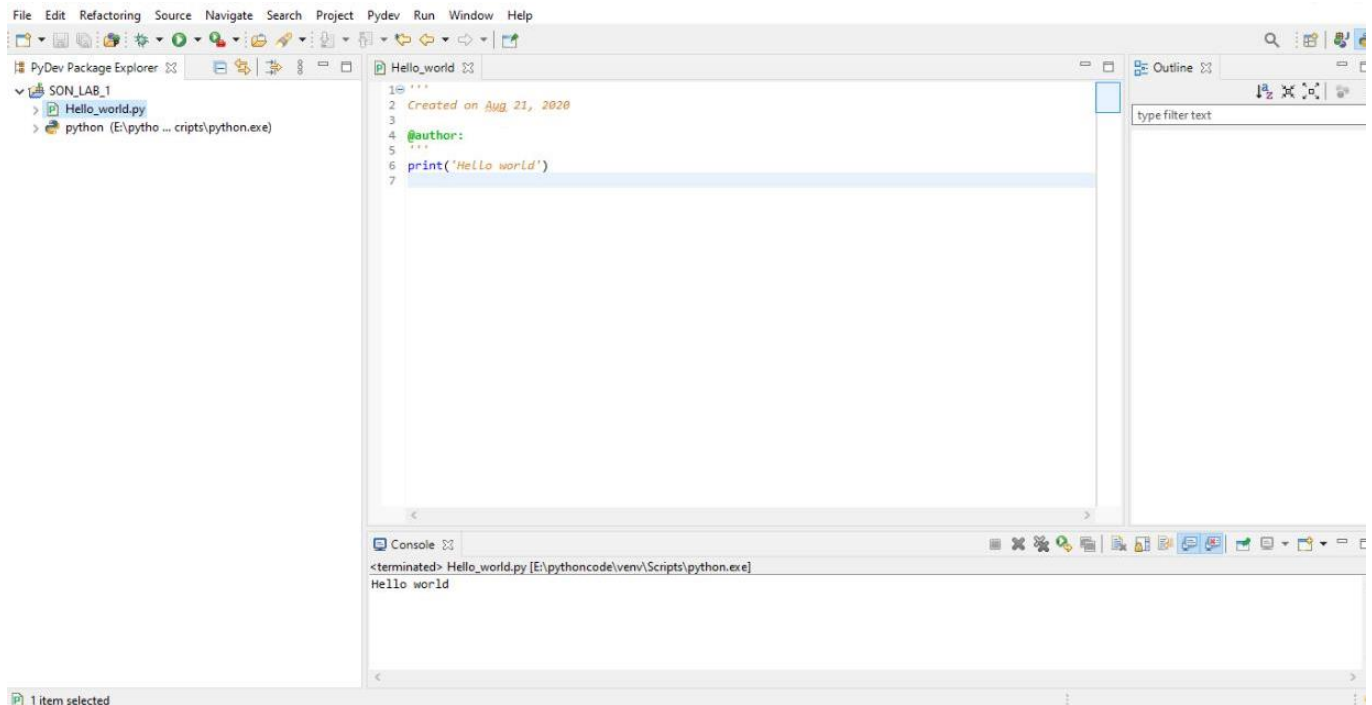 File Edit Refactoring Source Navigate Search Project Pydev Run Window Help
PyDev Package Explorer
SON_LAB_1
Hello_world.py
python (E:\pytho ... cripts\python.exe)
Hello_world
1 '''
2 Created on Aug 21, 2020
3
4 @author:
5 '''
6 print('Hello world')
7
Outline
type filter text
Console
<terminated> Hello_world.py [E:\pythoncode\venv\Scripts\python.exe]
Hello world
1 item selected